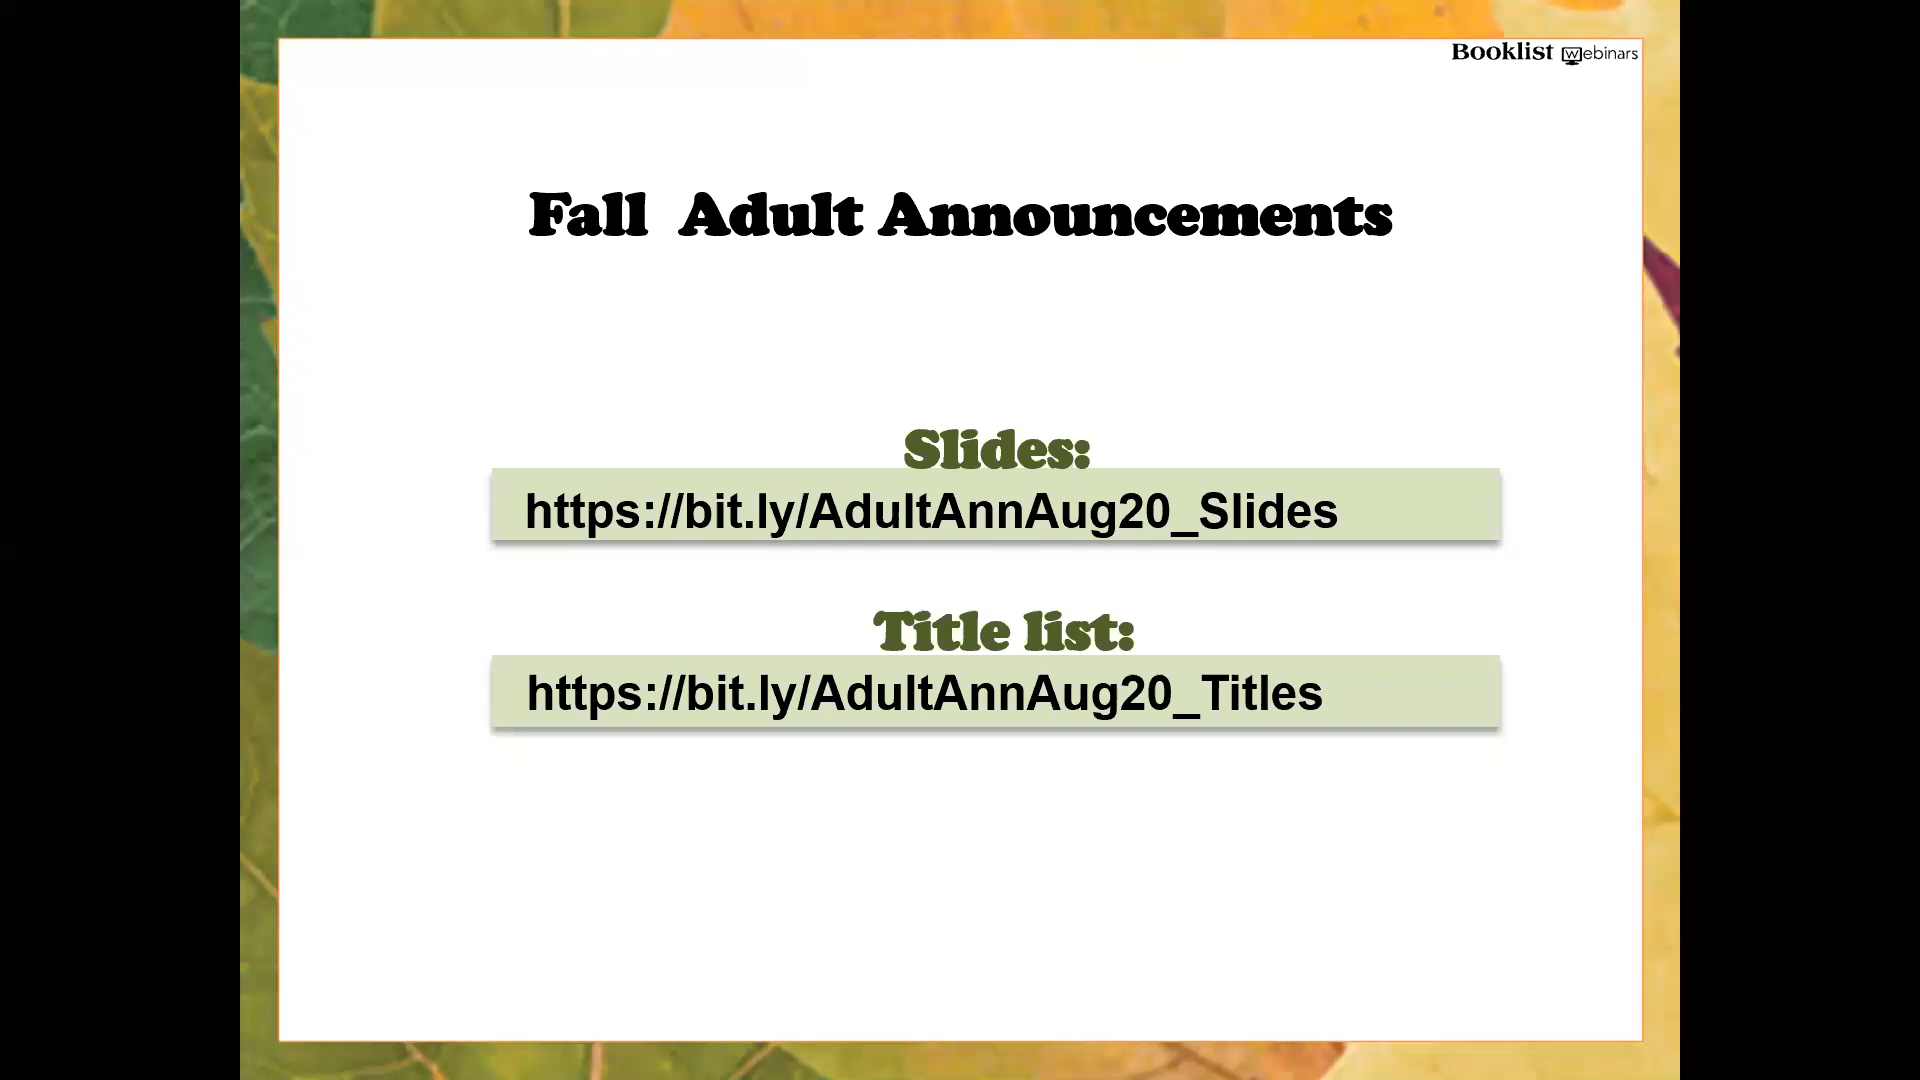 Booklist Webinars
Fall Adult Announcements
Slides:
https://bit.ly/AdultAnnAug20_Slides
Title list:
https://bit.ly/AdultAnnAug20_Titles